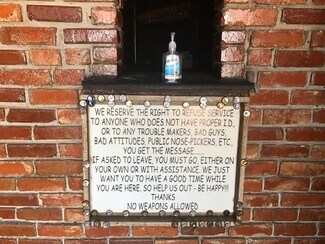 WE RESERVE THE RIGHT TO REFUSE SERVICE
TO ANYONE WHO DOES NOT HAVE PROPER I.D.
OR TO ANY TROUBLE MAKERS, BAD GUYS,
BAD ATTITUDES, PUBLIC NOSE-PICKERS, ETC.,
YOU GET THE MESSAGE.
IF ASKED TO LEAVE, YOU MUST GO, EITHER ON
YOUR OWN OR WITH ASSISTANCE. WE JUST
WANT YOU TO HAVE A GOOD TIME WHILE
YOU ARE HERE, SO HELP US OUT - BE HAPPY!!!
THANKS
NO WEAPONS ALLOWED